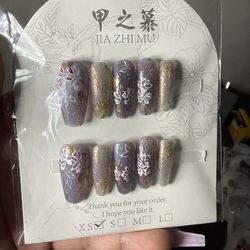 甲之慕
JIA ZHI MU
Thank you for your order.
I hope you like it.
XS☑ S☐ M☐ L☐